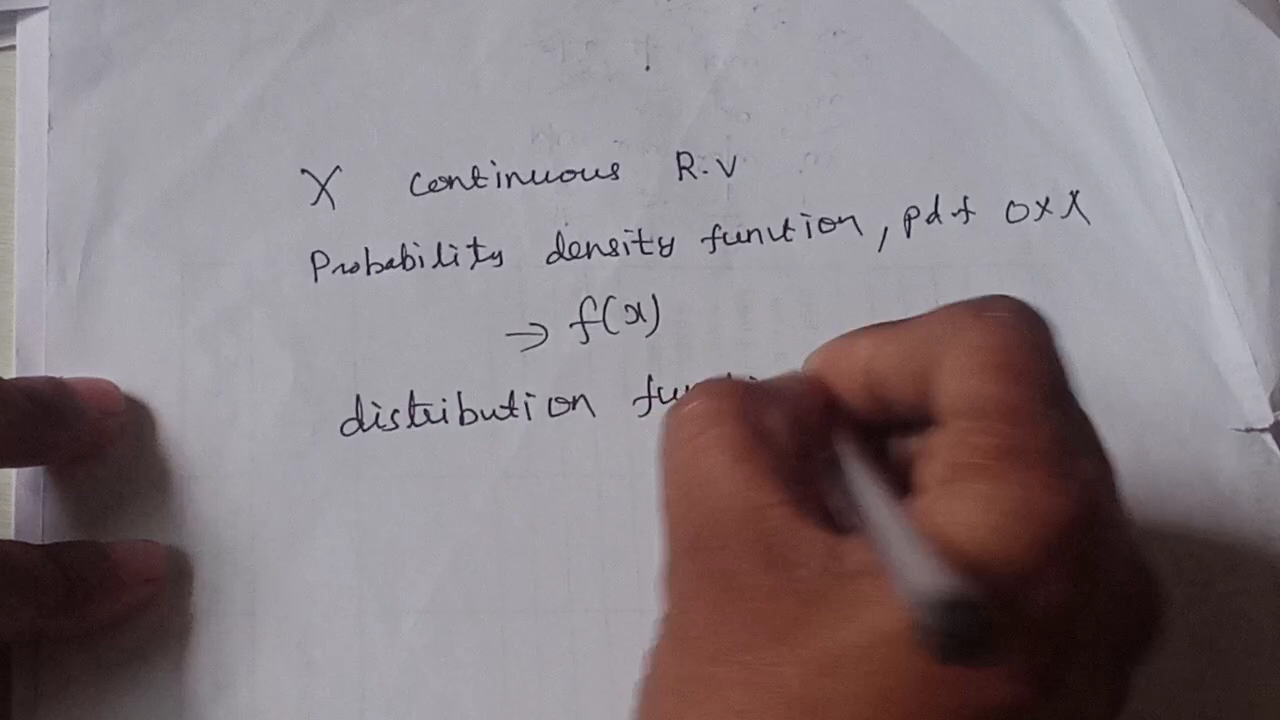 X continuous R.V
Probability density function, pdf of X
→ f(x)
distribution